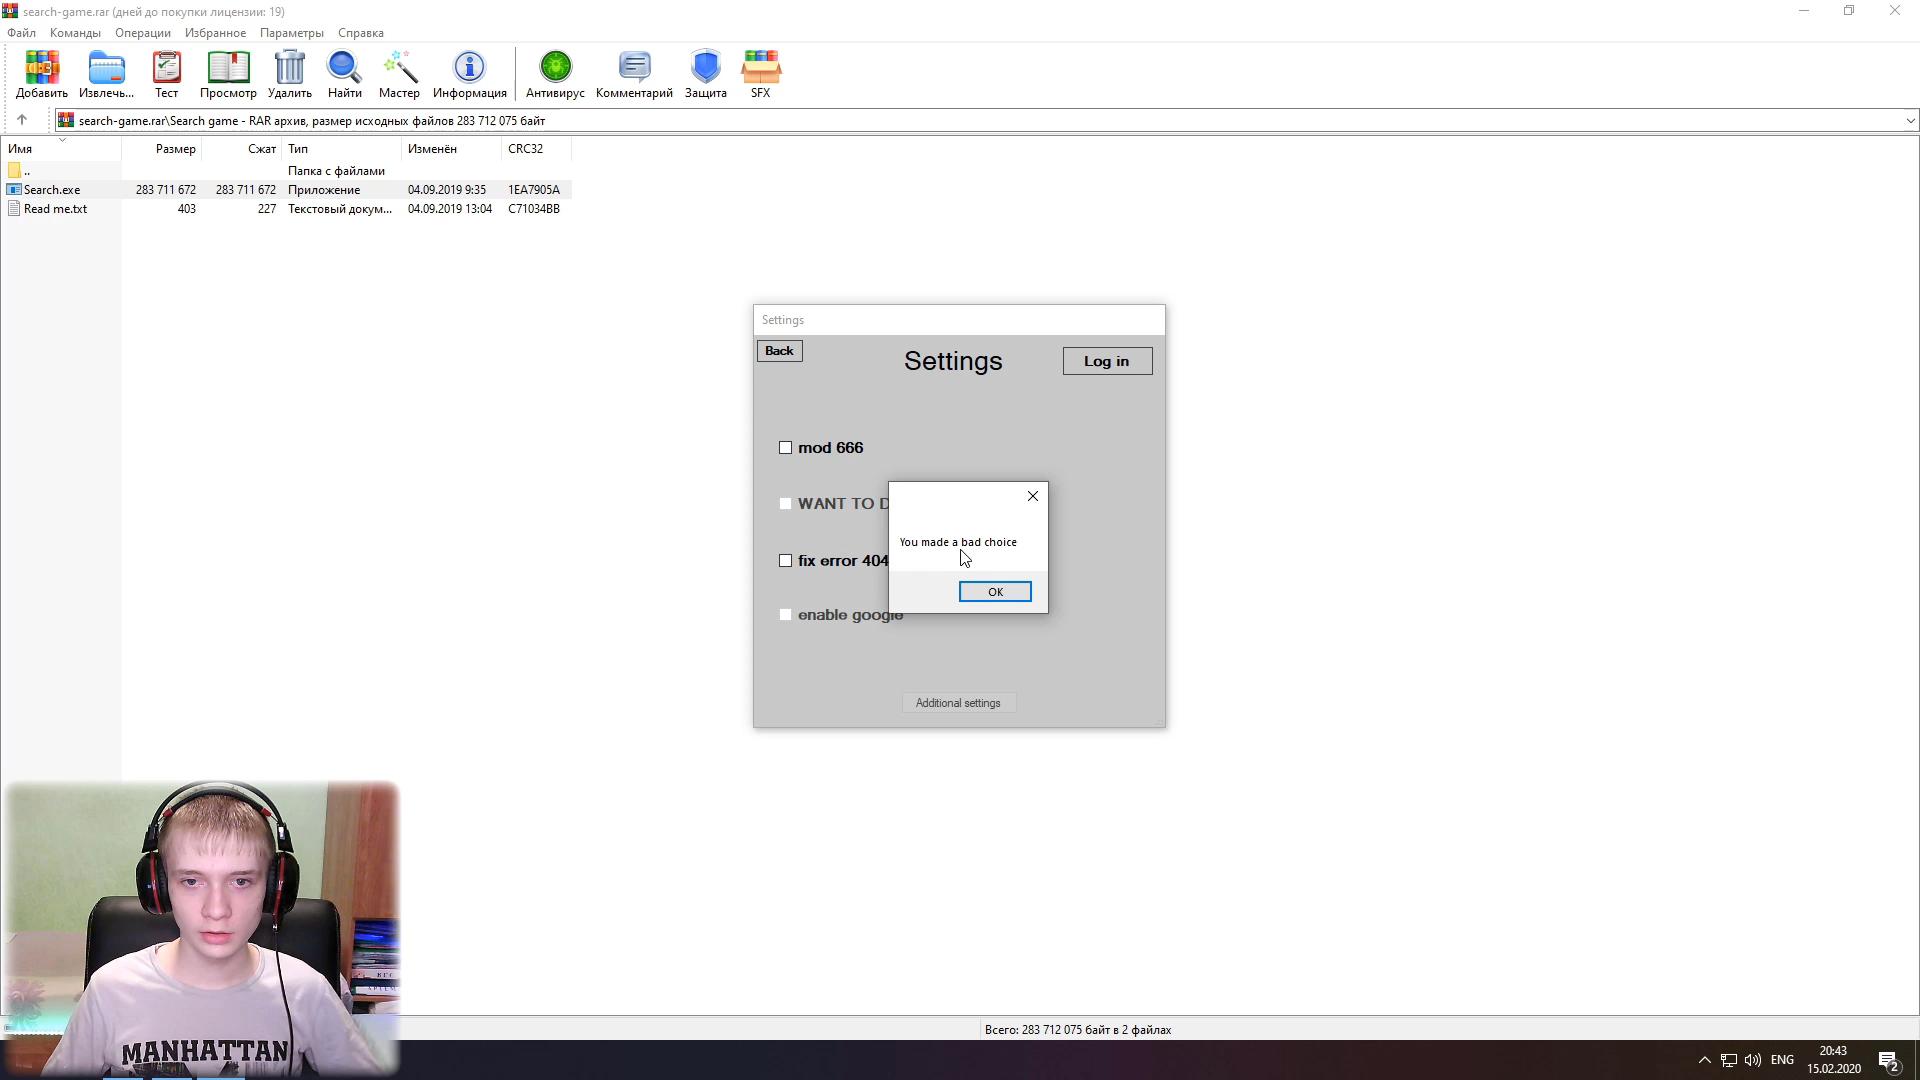 search-game.rar (дней до покупки лицензии: 19)
Файл Команды Операции Избранное Параметры Справка
Добавить Извлечь... Тест Просмотр Удалить Найти Мастер Информация Антивирус Комментарий Защита SFX
search-game.rar\Search game - RAR архив, размер исходных файлов 283 712 075 байт
Имя Размер Сжат Тип Изменён CRC32
.. Папка с файлами
Search.exe 283 711 672 283 711 672 Приложение 04.09.2019 9:35 1EA7905A
Read me.txt 403 227 Текстовый докум... 04.09.2019 13:04 C71034BB
Settings
Back
Settings
Log in
mod 666
WANT TO D
You made a bad choice
fix error 404
OK
enable google
Additional settings
MANHATTAN
Всего: 283 712 075 байт в 2 файлах
ENG
20:43
15.02.2020
2